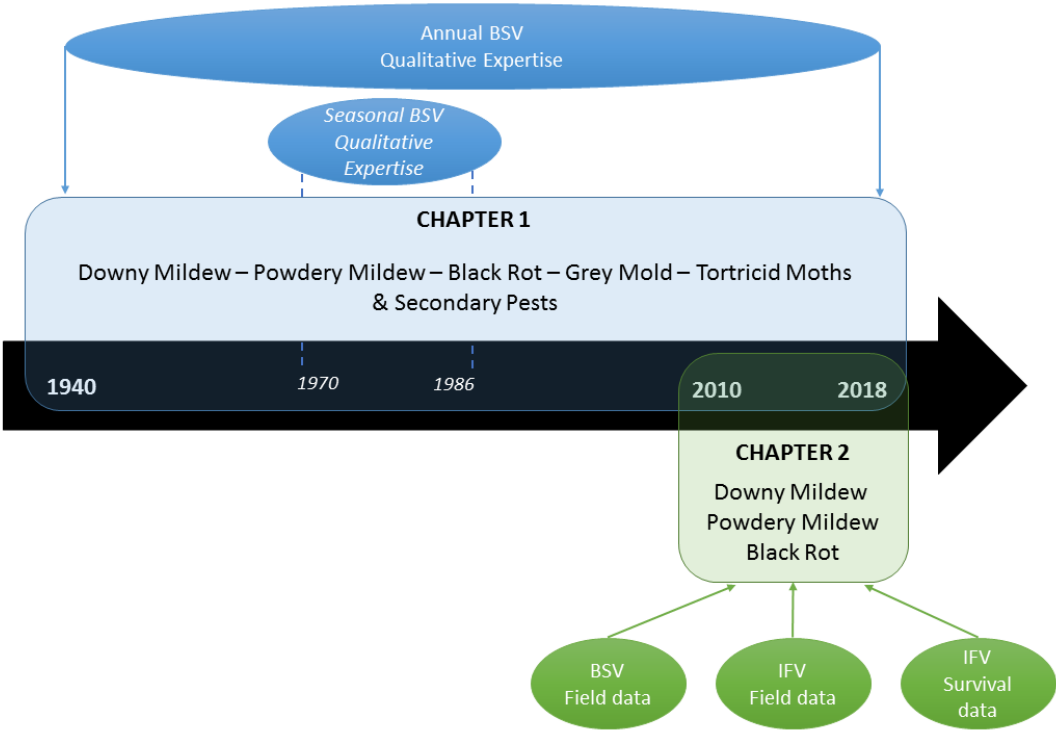 Annual BSV
Qualitative Expertise
Seasonal BSV
Qualitative
Expertise
CHAPTER 1
Downy Mildew – Powdery Mildew – Black Rot – Grey Mold – Tortricid Moths
& Secondary Pests
1940
1970
1986
2010
2018
CHAPTER 2
Downy Mildew
Powdery Mildew
Black Rot
BSV
Field data
IFV
Field data
IFV
Survival
data